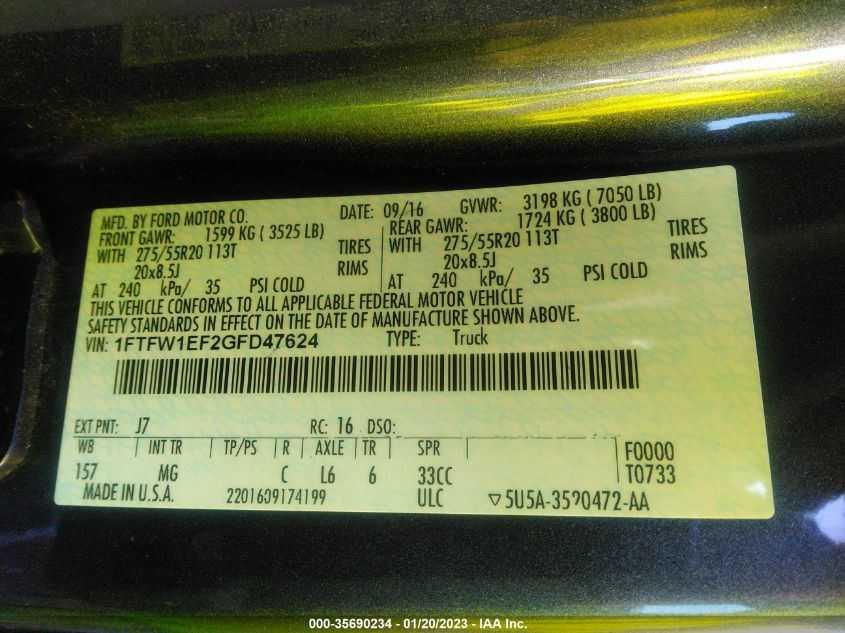 MFD. BY FORD MOTOR CO. DATE: 09/16 GVWR: 3198 KG ( 7050 LB)
FRONT GAWR: 1599 KG ( 3525 LB) REAR GAWR: 1724 KG ( 3800 LB)
WITH 275/55R20 113T TIRES WITH 275/55R20 113T TIRES
20x8.5J RIMS 20x8.5J RIMS
AT 240 kPa/ 35 PSI COLD AT 240 kPa/ 35 PSI COLD
THIS VEHICLE CONFORMS TO ALL APPLICABLE FEDERAL MOTOR VEHICLE
SAFETY STANDARDS IN EFFECT ON THE DATE OF MANUFACTURE SHOWN ABOVE.
VIN: 1FTFW1EF2GFD47624 TYPE: Truck
EXT PNT: J7 RC: 16 DSO:
WB INT TR TP/PS R AXLE TR SPR F0000
157 MG C L6 6 33CC T0733
MADE IN U.S.A. 2201609174199 ULC ▽5U5A-3520472-AA
000-35690234 - 01/20/2023 - IAA Inc.